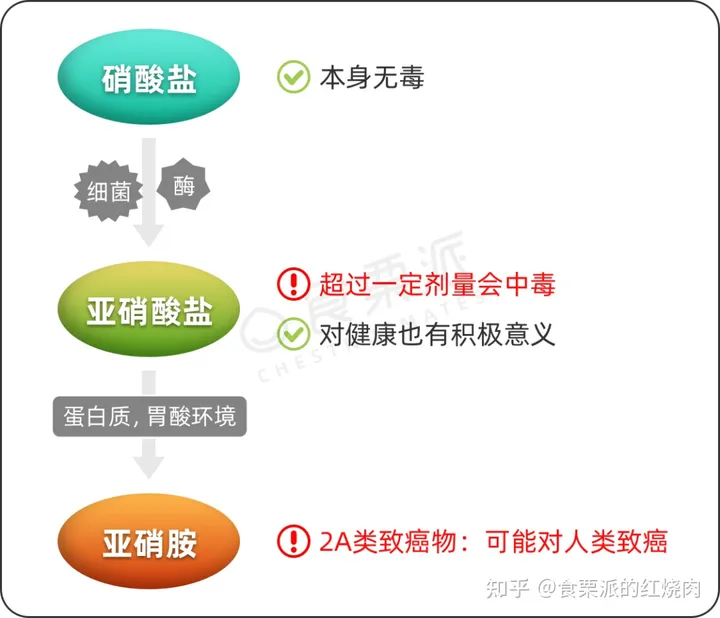 硝酸盐
本身无毒
细菌
酶
亚硝酸盐
超过一定剂量会中毒
对健康也有积极意义
食栗派
CHESTNUTMATES
蛋白质，胃酸环境
亚硝胺
2A类致癌物：可能对人类致癌
知乎 @食栗派的红烧肉